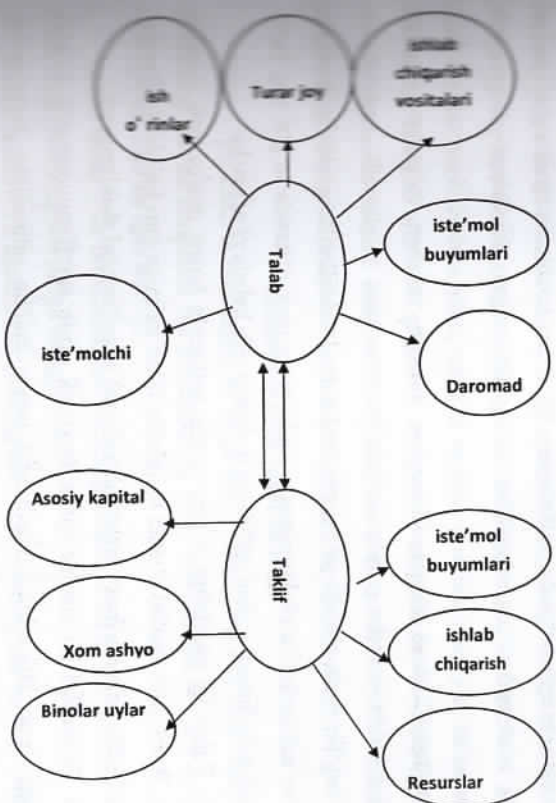 ish
o' rinlar
Turar joy
ishlab
chiqarish
vositalari
Talab
iste'mol
buyumlari
iste'molchi
Daromad
Asosiy kapital
Taklif
iste'mol
buyumlari
Xom ashyo
ishlab
chiqarish
Binolar uylar
Resurslar